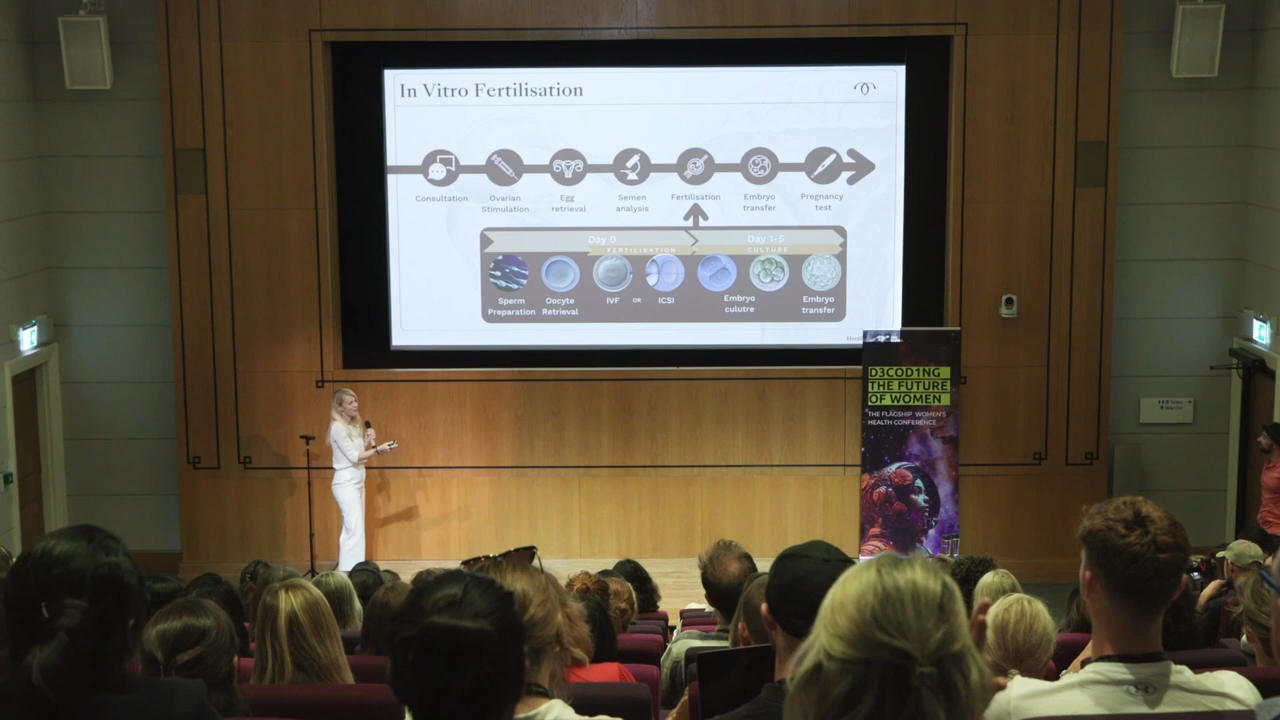 In Vitro Fertilisation
Consultation
Ovarian
Stimulation
Egg
retrieval
Semen
analysis
Fertilisation
Embryo
transfer
Pregnancy
test
Day 0
Day 1-5
FERTILISATION
CULTURE
Sperm
Preparation
Oocyte
Retrieval
IVF OR ICSI
Embryo
culutre
Embryo
transfer
D3COD1NG
THE FUTURE
OF WOMEN
THE FLAGSHIP WOMEN'S
HEALTH CONFERENCE